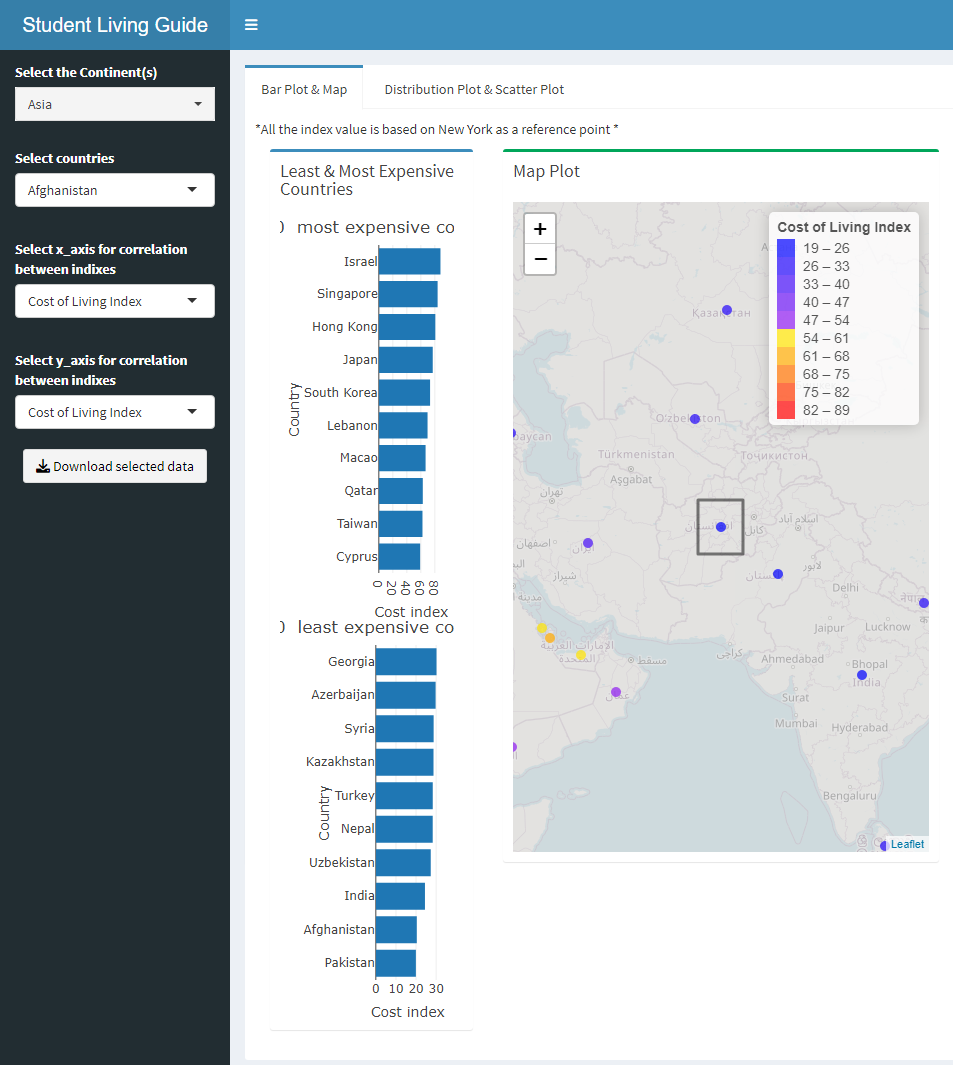 Student Living Guide
Select the Continent(s)
Asia
Select countries
Afghanistan
Select x_axis for correlation
between indexes
Cost of Living Index
Select y_axis for correlation
between indexes
Cost of Living Index
Download selected data
Bar Plot & Map
Distribution Plot & Scatter Plot
*All the index value is based on New York as a reference point *
Least & Most Expensive
Countries
most expensive co
Israel
Singapore
Hong Kong
Japan
South Korea
Lebanon
Macao
Qatar
Taiwan
Cyprus
Country
0 20 40 60 80
Cost index
least expensive co
Georgia
Azerbaijan
Syria
Kazakhstan
Turkey
Nepal
Uzbekistan
India
Afghanistan
Pakistan
Country
0 10 20 30
Cost index
Map Plot
+
−
Cost of Living Index
19 – 26
26 – 33
33 – 40
40 – 47
47 – 54
54 – 61
61 – 68
68 – 75
75 – 82
82 – 89
Türkmenistan
Aşgabat
Тоҷикистон
تهران
اصفهان
شیراز
کابل
اسلام آباد
لاہور
Delhi
Jaipur
Lucknow
کراچی
مسقط
الإمارات العربية
المتحدة
Ahmedabad
Bhopal
India
Surat
Mumbai
Hyderabad
Bengaluru
Leaflet